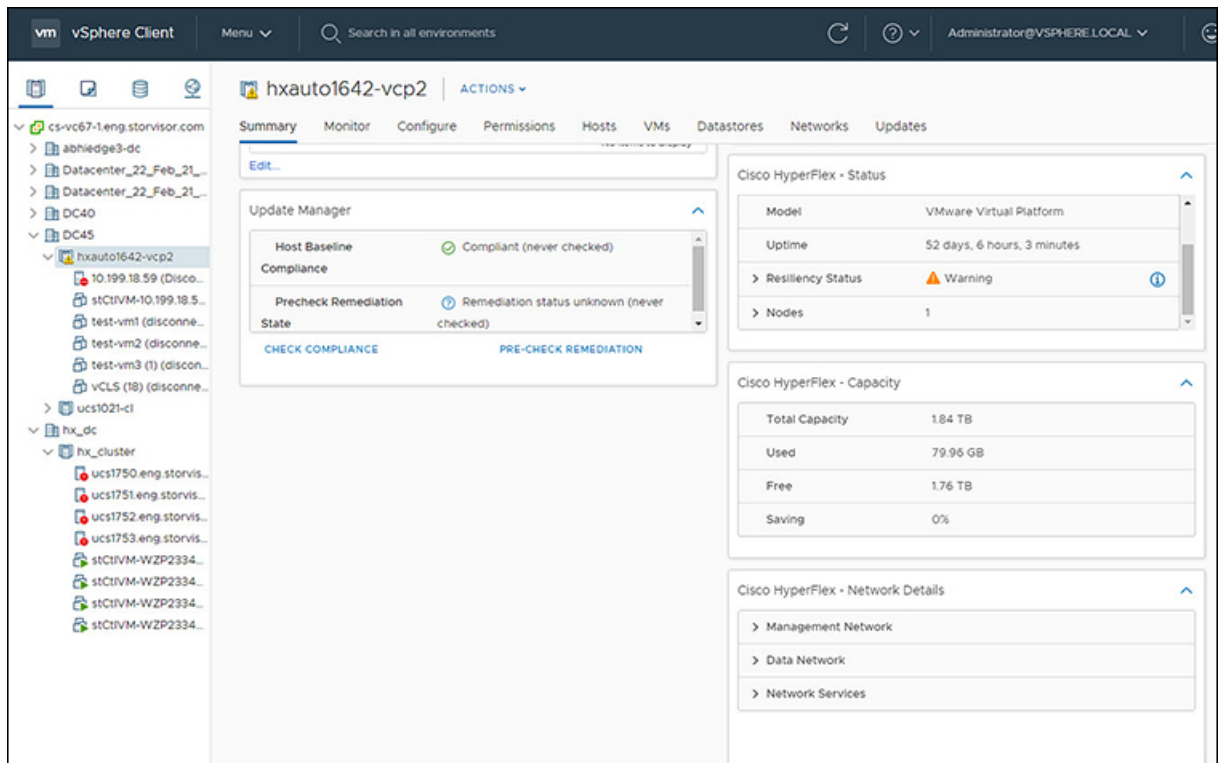 vm vSphere Client Menu Search in all environments Administrator@VSPHERE.LOCAL
hxauto1642-vcp2 ACTIONS
Summary Monitor Configure Permissions Hosts VMs Datastores Networks Updates
cs-vc67-1.eng.storvisor.com
abhiedge3-dc
Datacenter_22_Feb_21_...
Datacenter_22_Feb_21_...
DC40
DC45
hxauto1642-vcp2
10.199.18.59 (Disco...
stCtlVM-10.199.18.5...
test-vm1 (disconne...
test-vm2 (disconne...
test-vm3 (1) (discon...
vCLS (18) (disconne...
ucs1021-cl
hx_dc
hx_cluster
ucs1750.eng.storvis...
ucs1751.eng.storvis...
ucs1752.eng.storvis...
ucs1753.eng.storvis...
stCtlVM-WZP2334...
stCtlVM-WZP2334...
stCtlVM-WZP2334...
stCtlVM-WZP2334...
No items to display
Edit...
Update Manager
Host Baseline
Compliance
Compliant (never checked)
Precheck Remediation
State
Remediation status unknown (never
checked)
CHECK COMPLIANCE PRE-CHECK REMEDIATION
Cisco HyperFlex - Status
Model VMware Virtual Platform
Uptime 52 days, 6 hours, 3 minutes
Resiliency Status Warning
Nodes 1
Cisco HyperFlex - Capacity
Total Capacity 1.84 TB
Used 79.96 GB
Free 1.76 TB
Saving 0%
Cisco HyperFlex - Network Details
Management Network
Data Network
Network Services